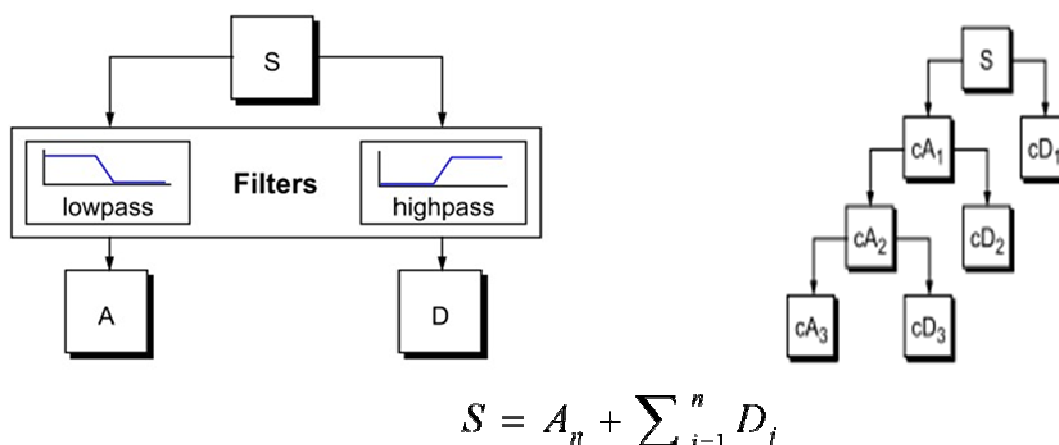 S
Filters
lowpass
highpass
A
D
S
cA₁
cD₁
cA₂
cD₂
cA₃
cD₃
S = Aₙ + ∑ⁿᵢ₌₁ Dᵢ